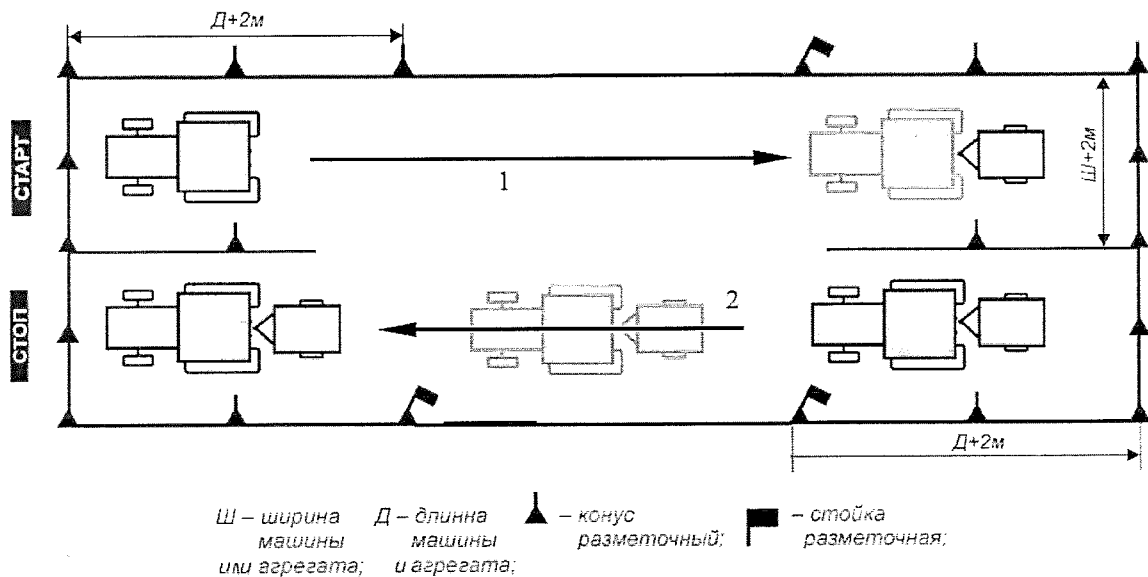 Д+2м
СТАРТ
1
Ш+2м
СТОП
2
Д+2м
Ш – ширина машины или агрегата;
Д – длинна машины и агрегата;
– конус разметочный;
– стойка разметочная;